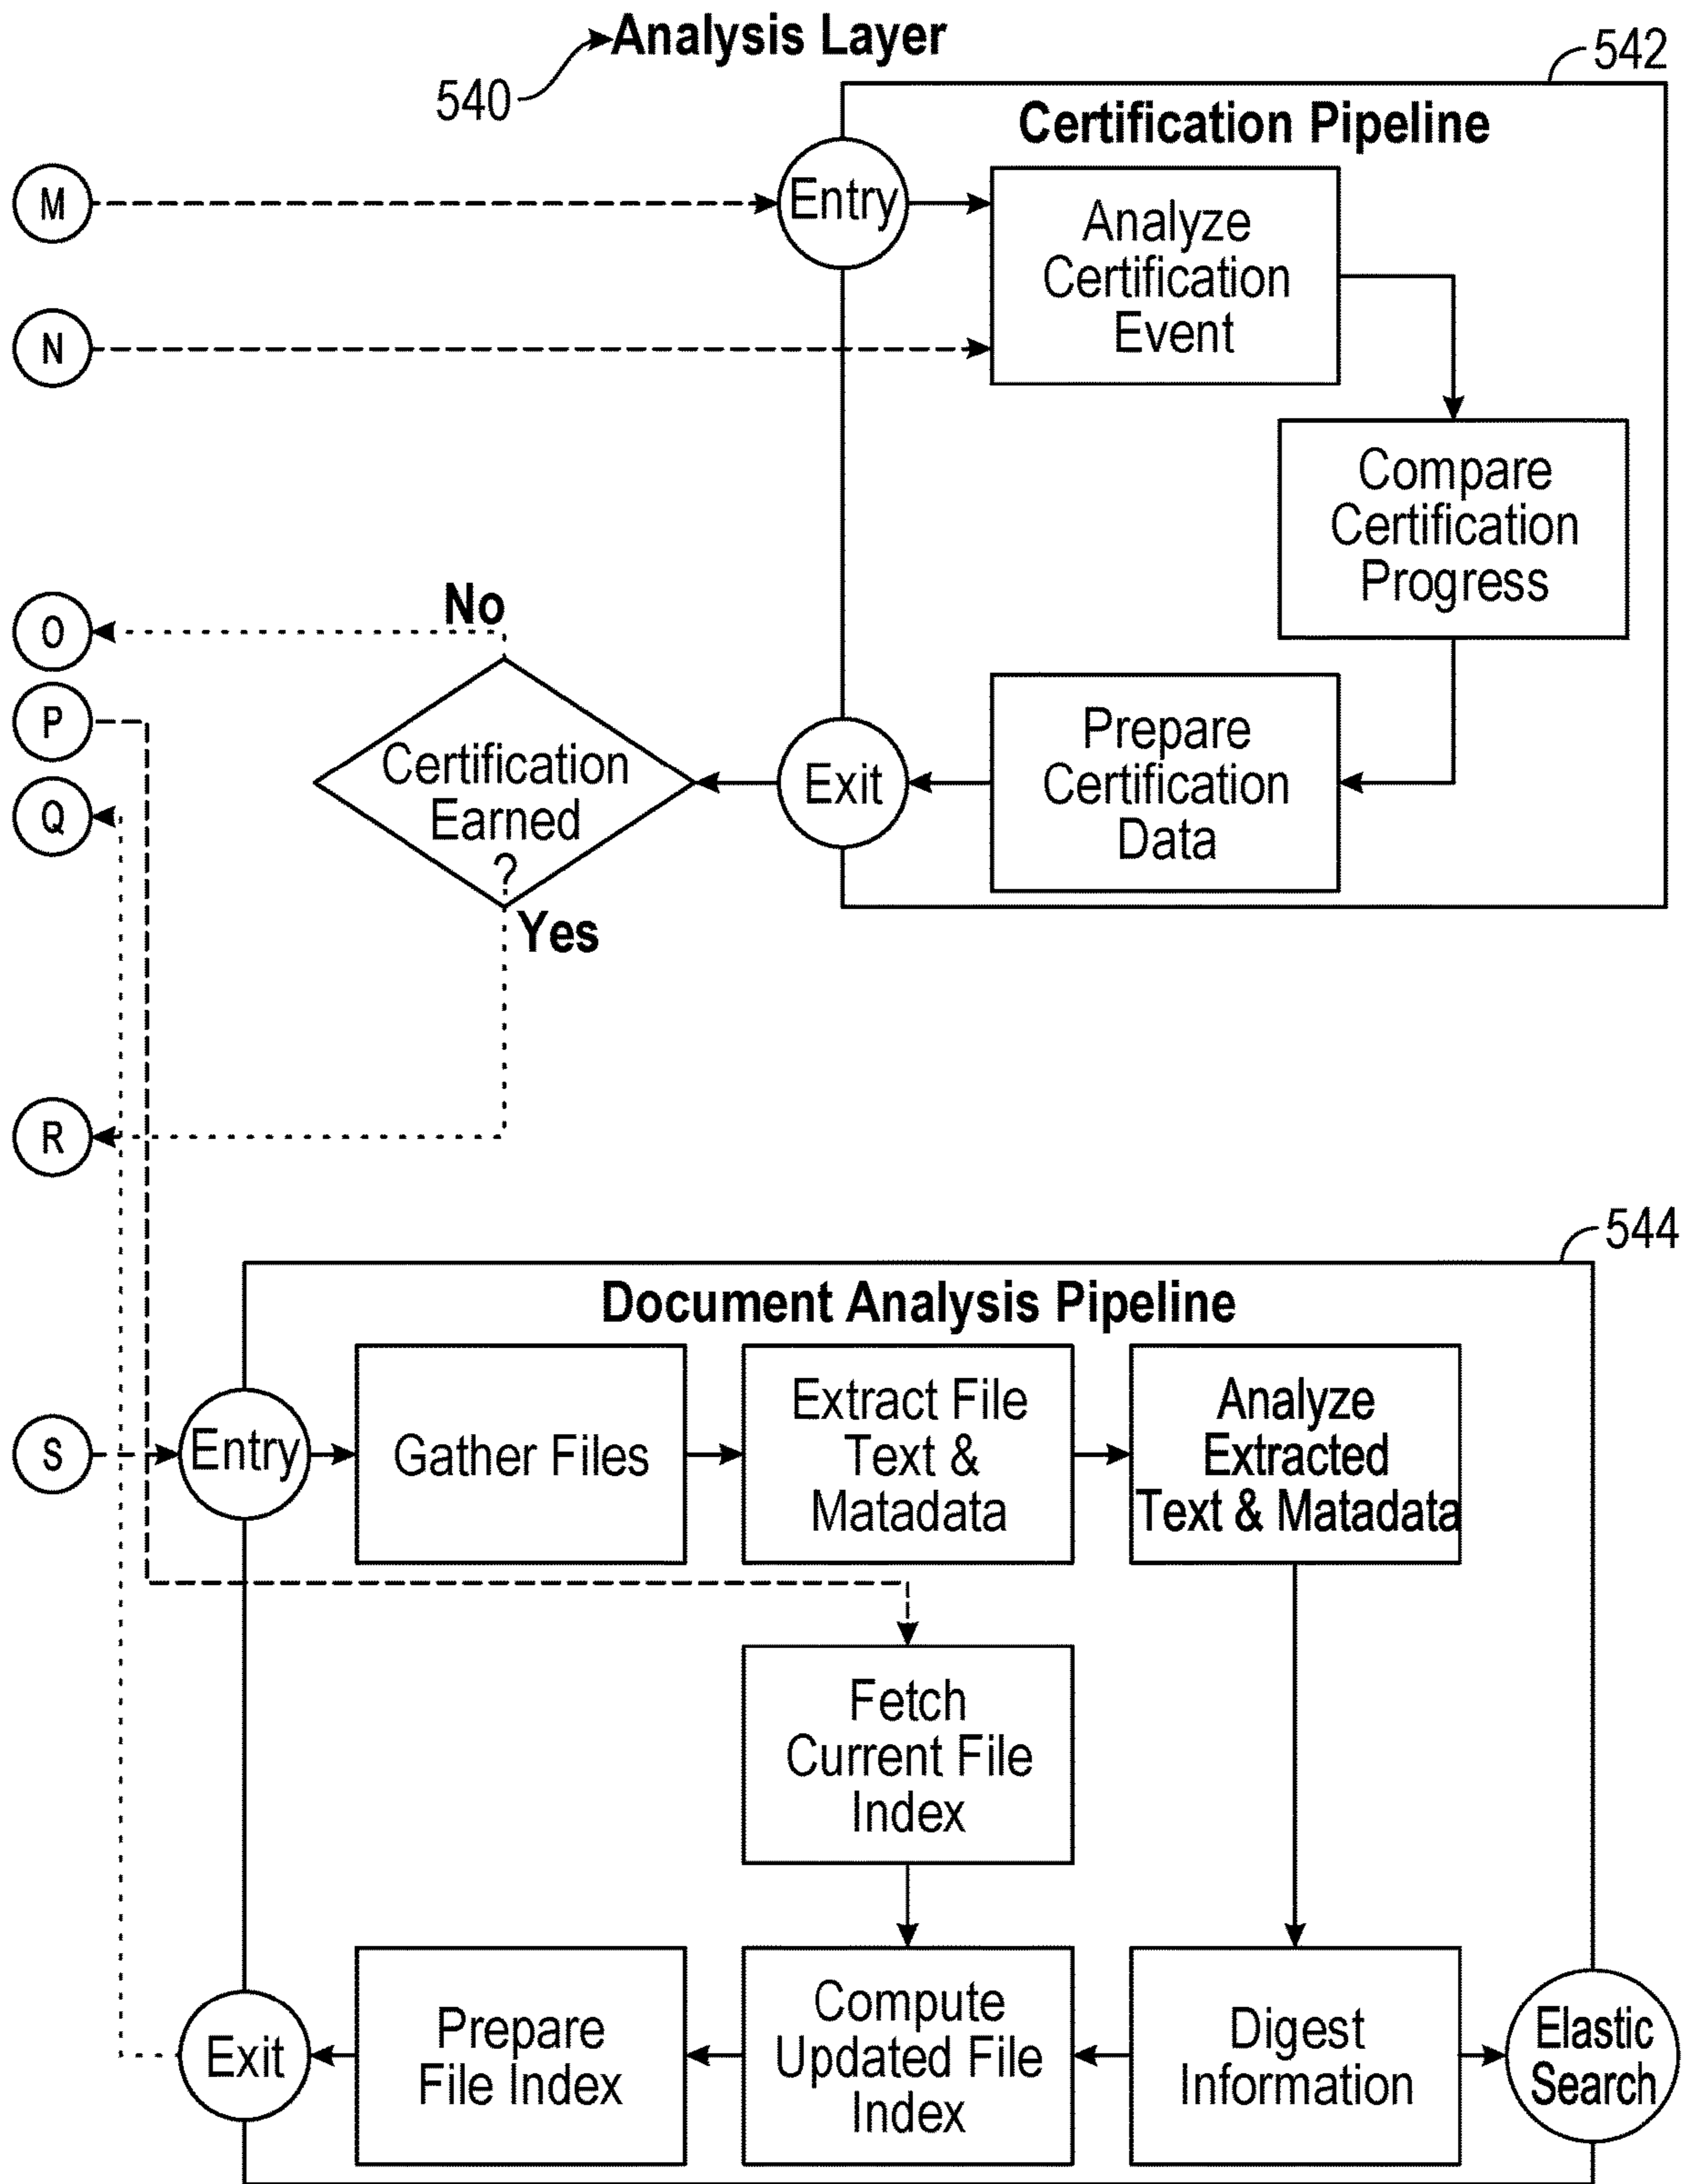 Analysis Layer
540
542
Certification Pipeline
M
Entry
Analyze
Certification
Event
N
Compare
Certification
Progress
No
O
P
Q
Certification
Earned
?
Yes
Exit
Prepare
Certification
Data
R
544
Document Analysis Pipeline
S
Entry
Gather Files
Extract File
Text &
Matadata
Analyze
Extracted
Text & Matadata
Fetch
Current File
Index
Exit
Prepare
File Index
Compute
Updated File
Index
Digest
Information
Elastic
Search